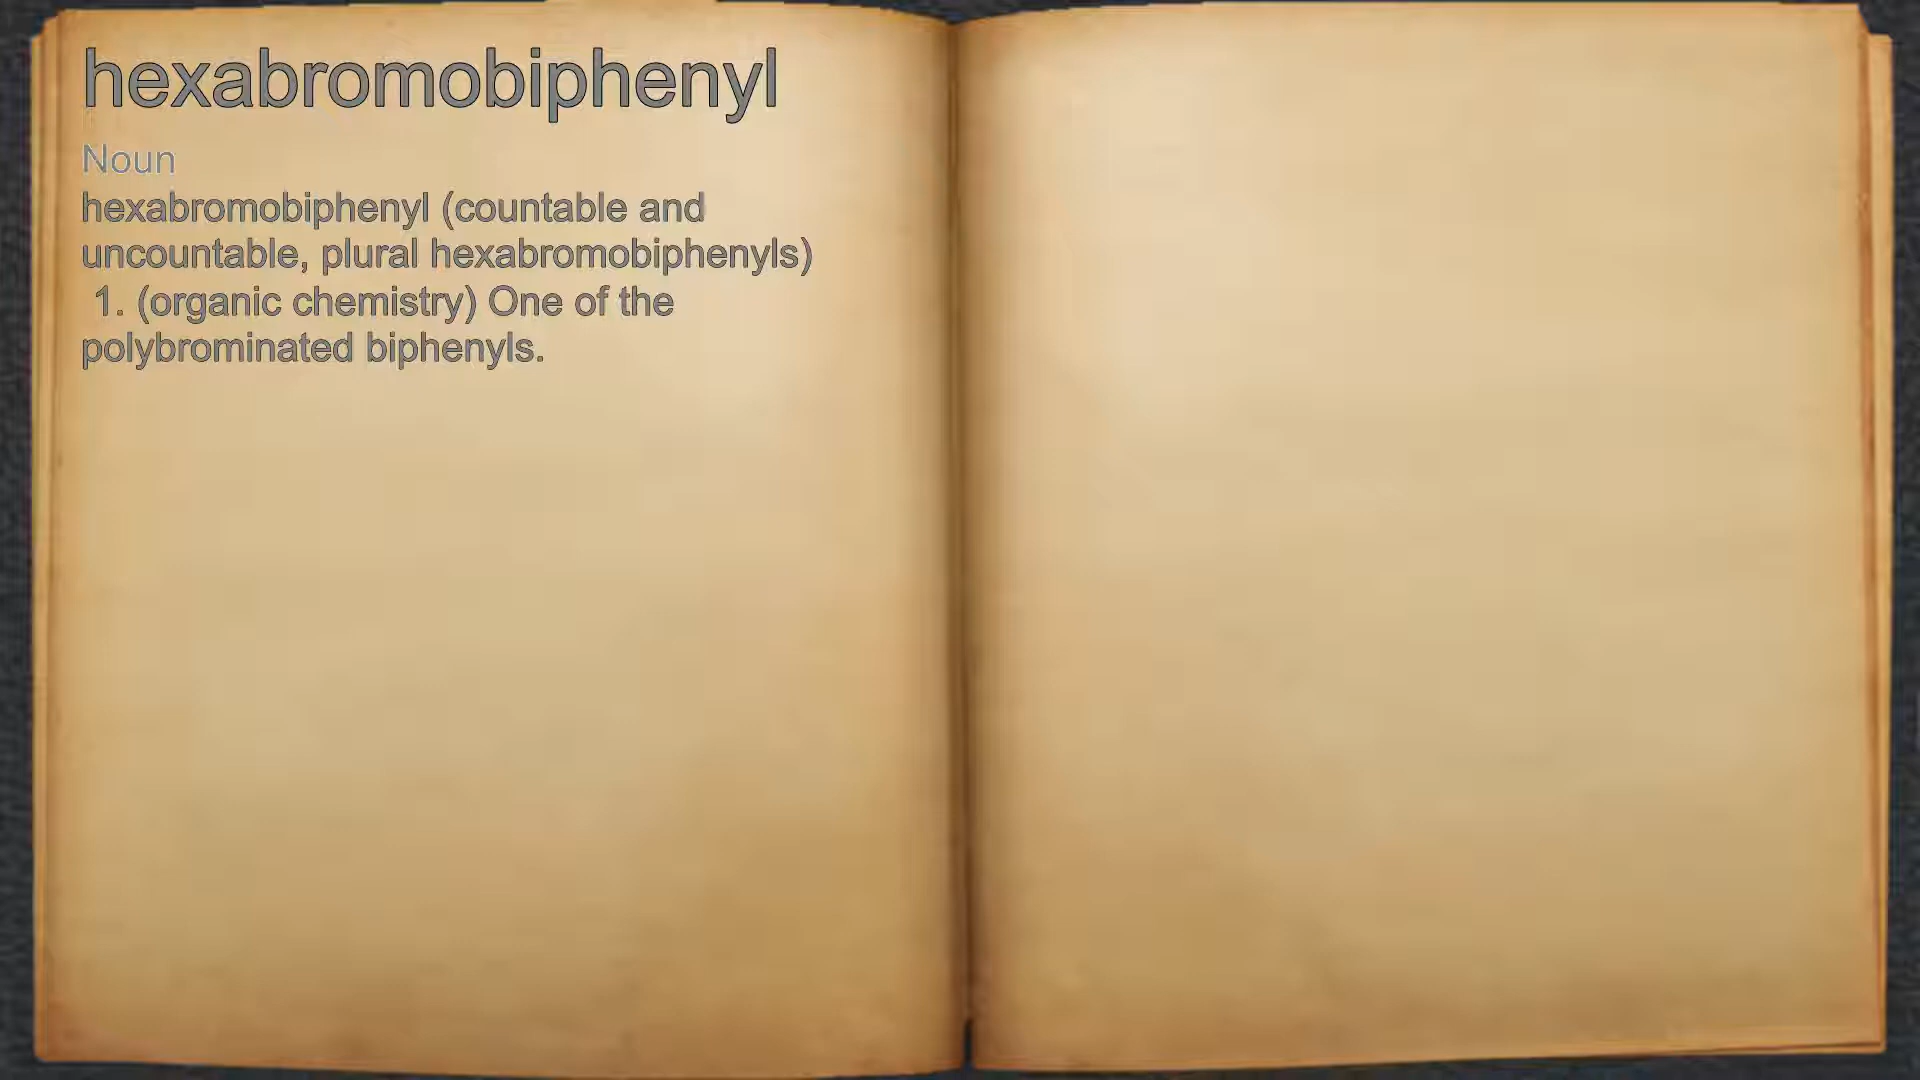 hexabromobiphenyl
Noun
hexabromobiphenyl (countable and
uncountable, plural hexabromobiphenyls)
1. (organic chemistry) One of the
polybrominated biphenyls.